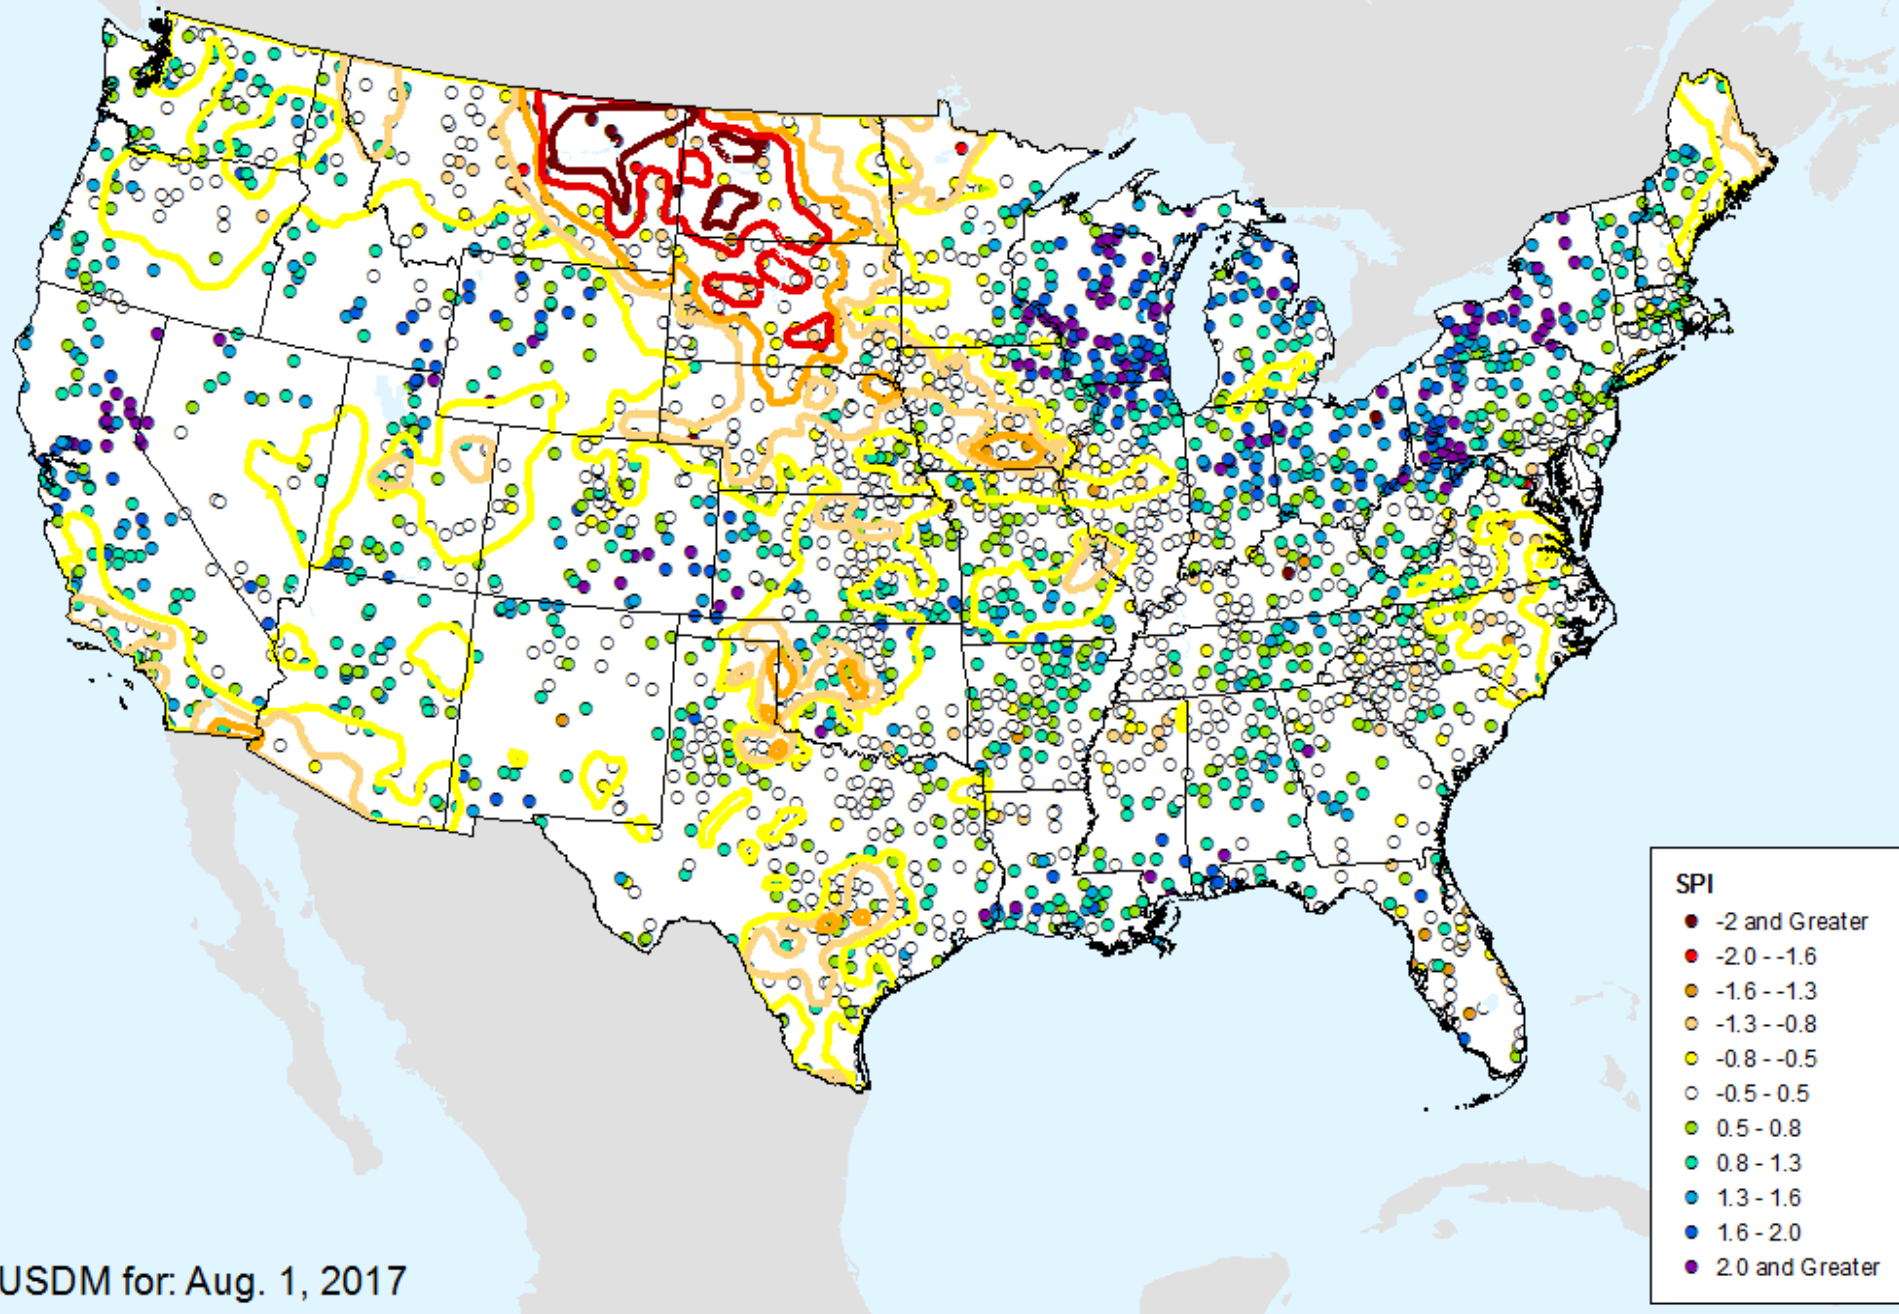 SPI
-2 and Greater
-2.0 - -1.6
-1.6 - -1.3
-1.3 - -0.8
-0.8 - -0.5
-0.5 - 0.5
0.5 - 0.8
0.8 - 1.3
1.3 - 1.6
1.6 - 2.0
2.0 and Greater
USDM for: Aug. 1, 2017